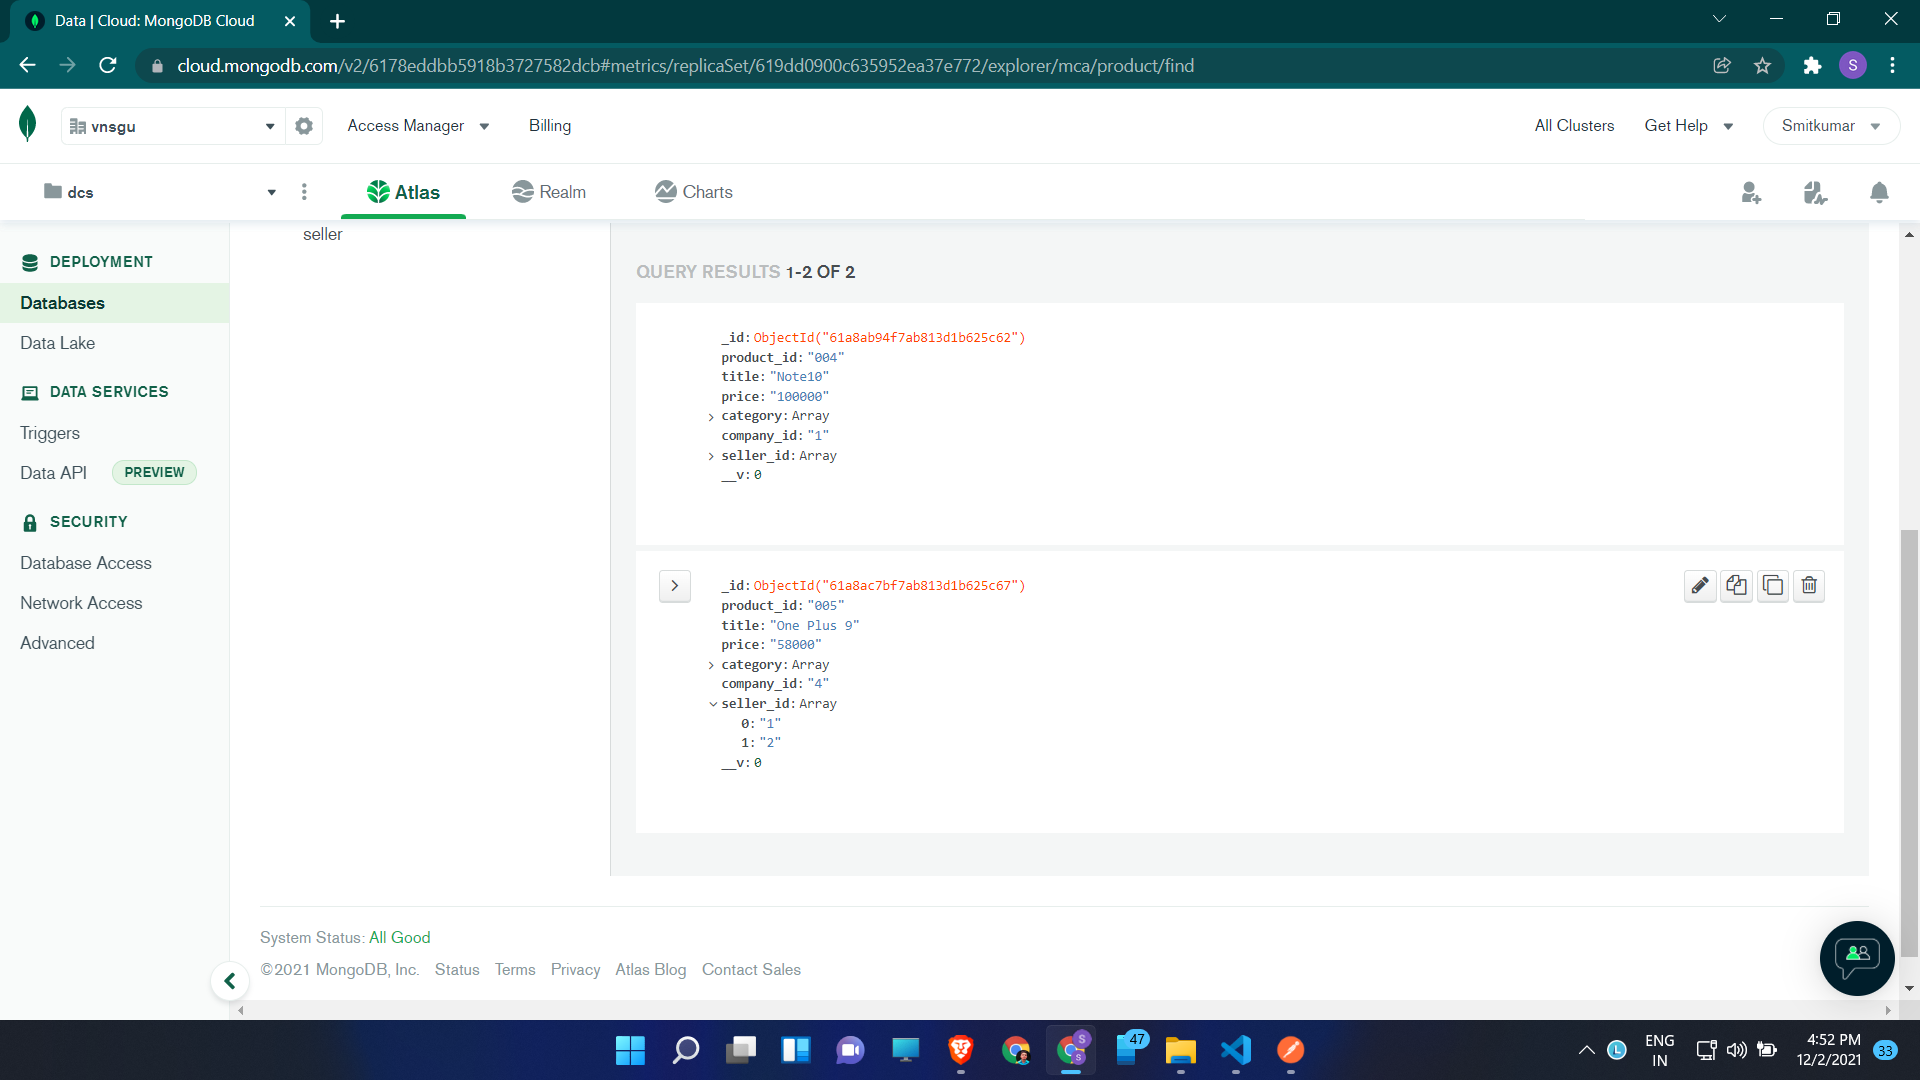 Data | Cloud: MongoDB Cloud
cloud.mongodb.com/v2/6178eddbb5918b3727582dcb#metrics/replicaSet/619dd0900c635952ea37e772/explorer/mca/product/find
S
vnsgu
Access Manager
Billing
All Clusters
Get Help
Smitkumar
dcs
Atlas
Realm
Charts
DEPLOYMENT
Databases
Data Lake
DATA SERVICES
Triggers
Data API PREVIEW
SECURITY
Database Access
Network Access
Advanced
seller
QUERY RESULTS 1-2 OF 2
_id: ObjectId("61a8ab94f7ab813d1b625c62")
product_id: "004"
title: "Note10"
price: "100000"
category: Array
company_id: "1"
seller_id: Array
__v: 0
_id: ObjectId("61a8ac7bf7ab813d1b625c67")
product_id: "005"
title: "One Plus 9"
price: "58000"
category: Array
company_id: "4"
seller_id: Array
0: "1"
1: "2"
__v: 0
System Status: All Good
©2021 MongoDB, Inc. Status Terms Privacy Atlas Blog Contact Sales
S
S
47
L
ENG
IN
4:52 PM
12/2/2021
33